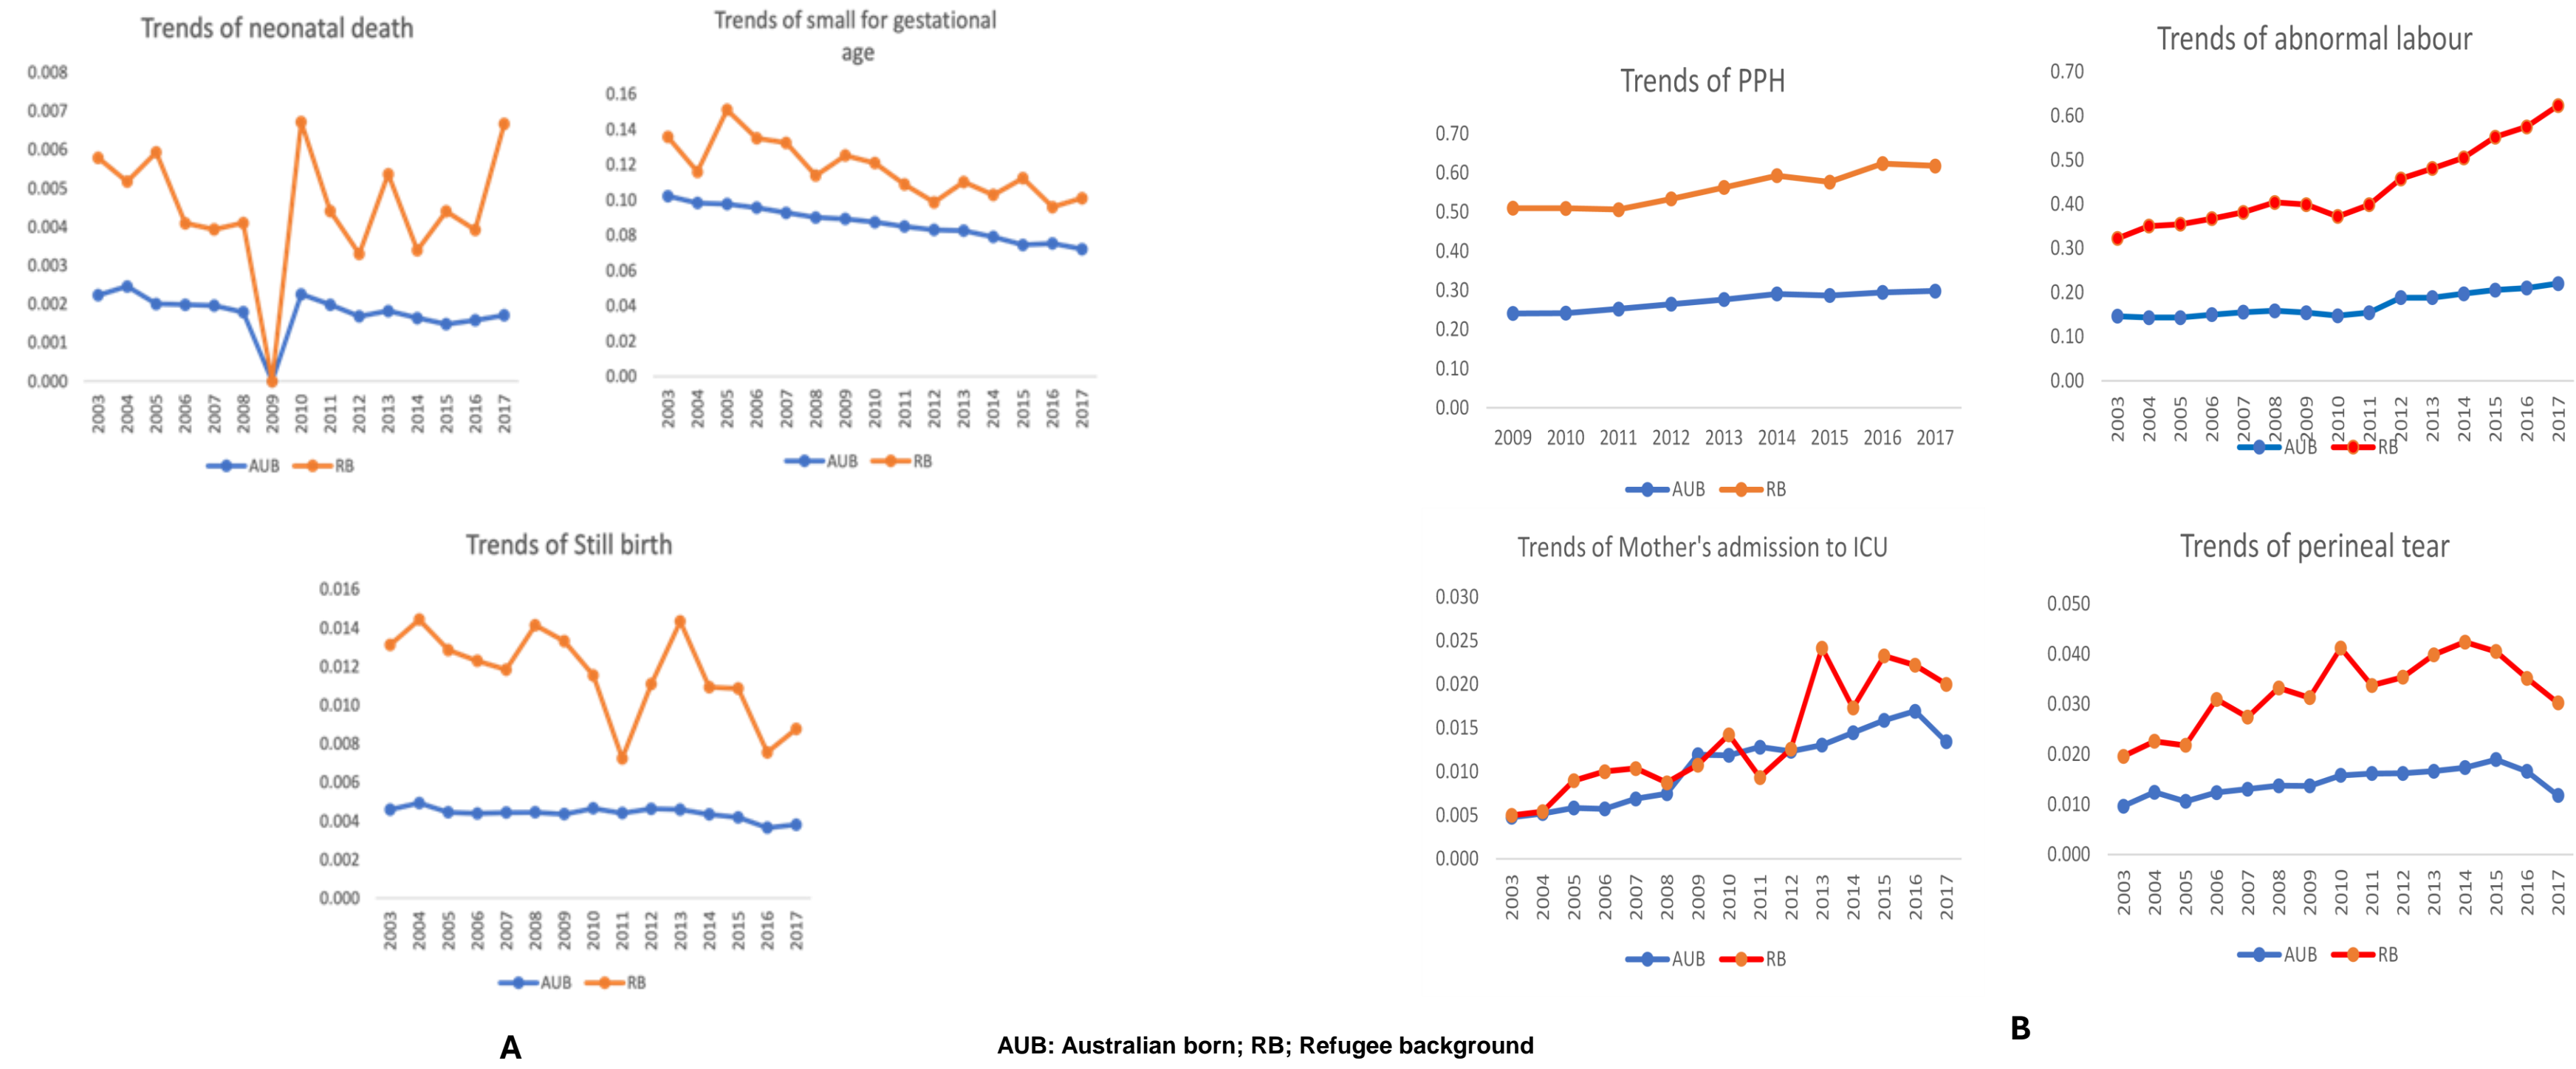 Trends of neonatal death
0.008
0.007
0.006
0.005
0.004
0.003
0.002
0.001
0.000
2003 2004 2005 2006 2007 2008 2009 2010 2011 2012 2013 2014 2015 2016 2017
AUB RB
Trends of small for gestational
age
0.16
0.14
0.12
0.10
0.08
0.06
0.04
0.02
0.00
2003 2004 2005 2006 2007 2008 2009 2010 2011 2012 2013 2014 2015 2016 2017
AUB RB
Trends of Still birth
0.016
0.014
0.012
0.010
0.008
0.006
0.004
0.002
0.000
2003 2004 2005 2006 2007 2008 2009 2010 2011 2012 2013 2014 2015 2016 2017
AUB RB
A
Trends of PPH
0.70
0.60
0.50
0.40
0.30
0.20
0.10
0.00
2009 2010 2011 2012 2013 2014 2015 2016 2017
AUB RB
Trends of abnormal labour
0.70
0.60
0.50
0.40
0.30
0.20
0.10
0.00
2003 2004 2005 2006 2007 2008 2009 2010 2011 2012 2013 2014 2015 2016 2017
AUB RB
Trends of Mother's admission to ICU
0.030
0.025
0.020
0.015
0.010
0.005
0.000
2003 2004 2005 2006 2007 2008 2009 2010 2011 2012 2013 2014 2015 2016 2017
AUB RB
Trends of perineal tear
0.050
0.040
0.030
0.020
0.010
0.000
2003 2004 2005 2006 2007 2008 2009 2010 2011 2012 2013 2014 2015 2016 2017
AUB RB
B
AUB: Australian born; RB; Refugee background